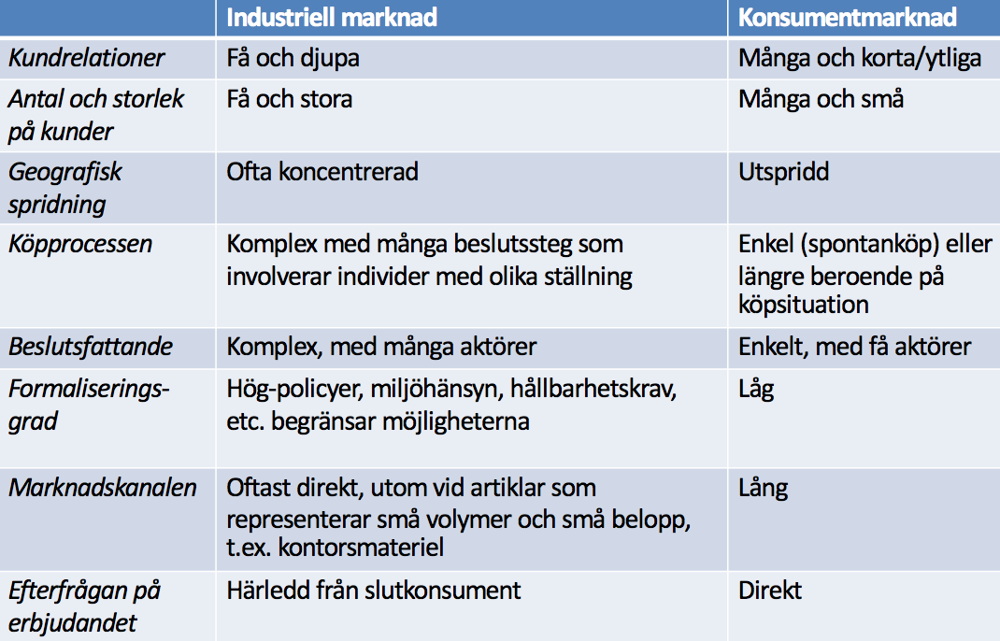 Industriell marknad
Konsumentmarknad
Kundrelationer
Få och djupa
Många och korta/ytliga
Antal och storlek
på kunder
Få och stora
Många och små
Geografisk
spridning
Ofta koncentrerad
Utspridd
Köpprocessen
Komplex med många beslutssteg som
involverar individer med olika ställning
Enkel (spontanköp) eller
längre beroende på
köpsituation
Beslutsfattande
Komplex, med många aktörer
Enkelt, med få aktörer
Formaliserings-
grad
Hög-policyer, miljöhänsyn, hållbarhetskrav,
etc. begränsar möjligheterna
Låg
Marknadskanalen
Oftast direkt, utom vid artiklar som
representerar små volymer och små belopp,
t.ex. kontorsmateriel
Lång
Efterfrågan på
erbjudandet
Härledd från slutkonsument
Direkt